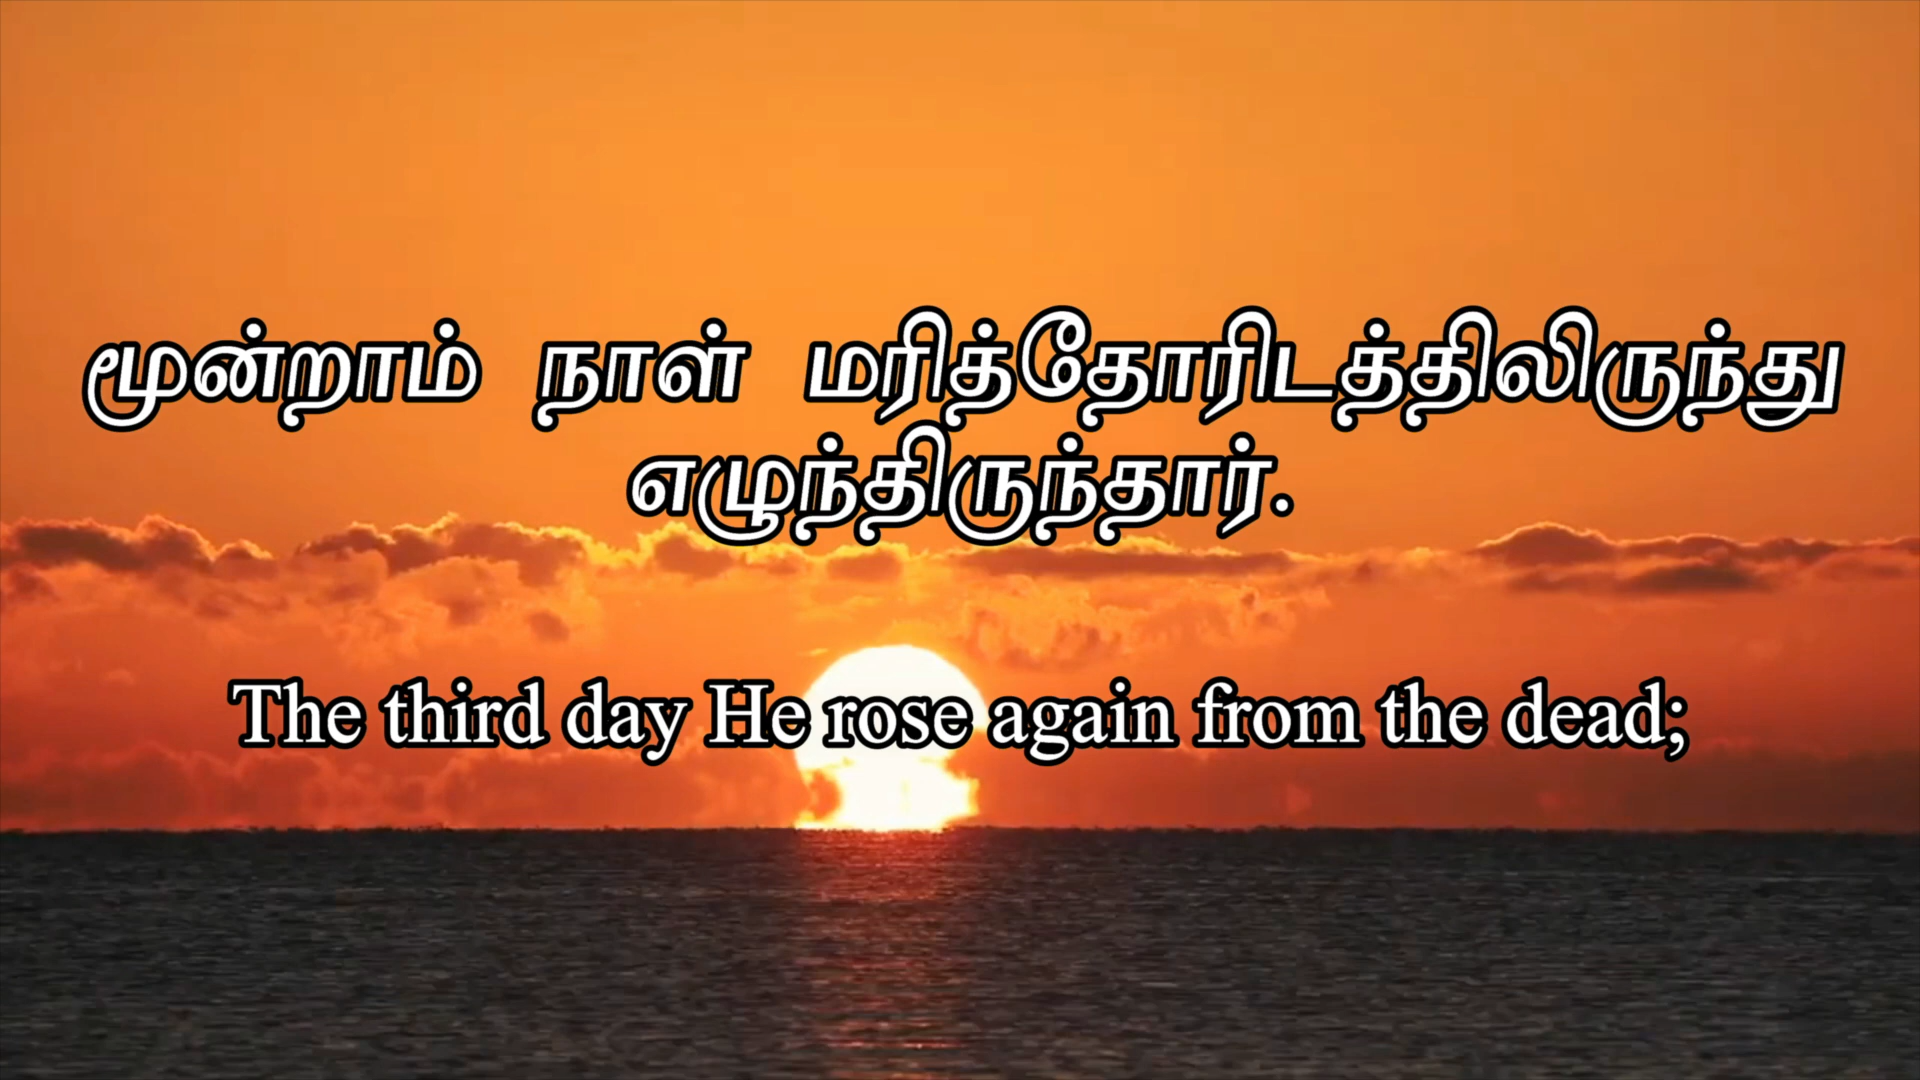 மூன்றாம் நாள் மரித்தோரிடத்திலிருந்து
எழுந்திருந்தார்.
The third day He rose again from the dead;